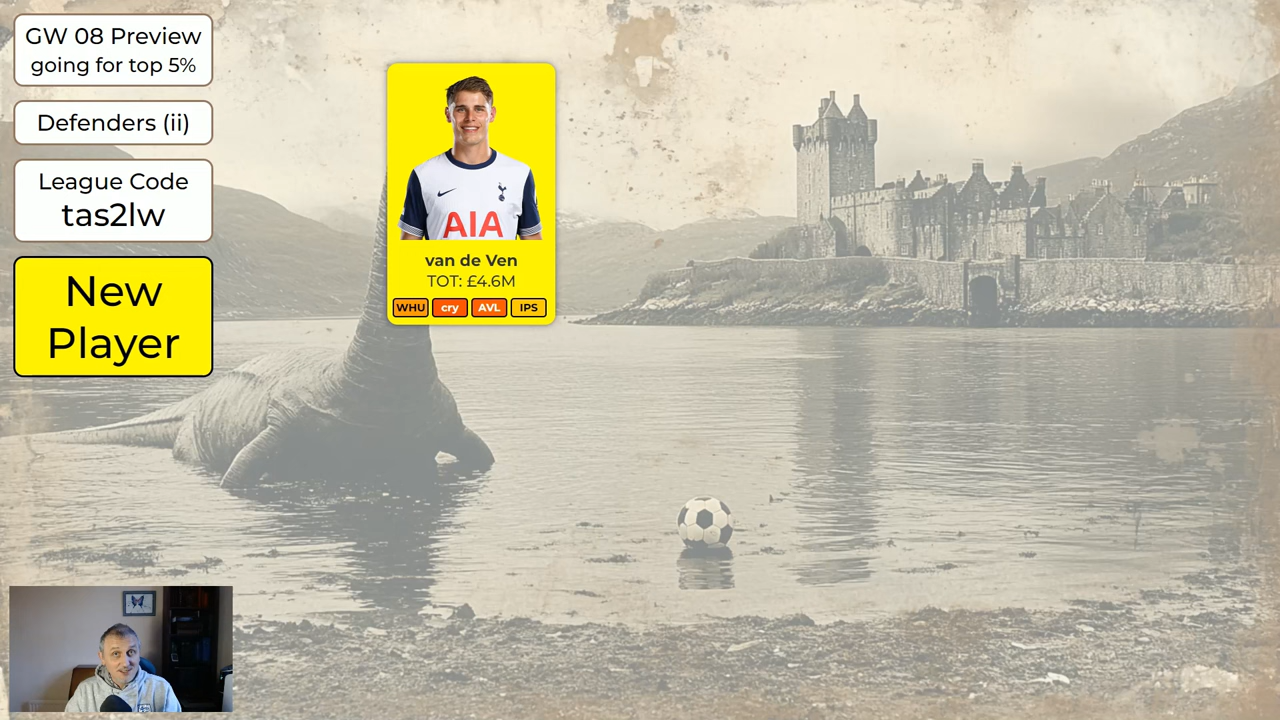 GW 08 Preview
going for top 5%
Defenders (ii)
League Code
tas2lw
New
Player
AIA
van de Ven
TOT: £4.6M
WHU cry AVL IPS